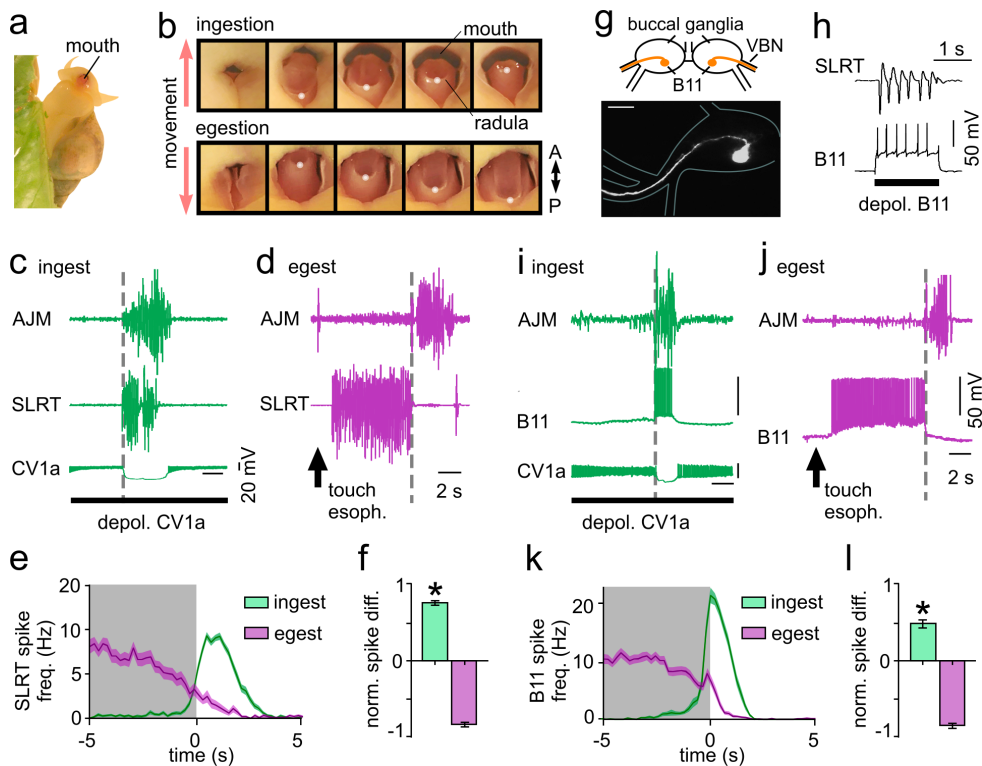 a
mouth
b
ingestion
mouth
radula
egestion
movement
A
P
g
buccal ganglia
VBN
B11
h
1 s
SLRT
B11
50 mV
depol. B11
c ingest
AJM
SLRT
CV1a
20 mV
depol. CV1a
d egest
AJM
SLRT
touch
esoph.
2 s
i ingest
AJM
B11
CV1a
depol. CV1a
j egest
AJM
B11
50 mV
2 s
touch
esoph.
e
SLRT spike
freq. (Hz)
20
10
5
0
-5 0 5
time (s)
ingest
egest
f
norm. spike diff.
1
0
-1
*
k
B11 spike
freq. (Hz)
20
10
0
-5 0 5
time (s)
ingest
egest
l
norm. spike diff.
1
0
-1
*